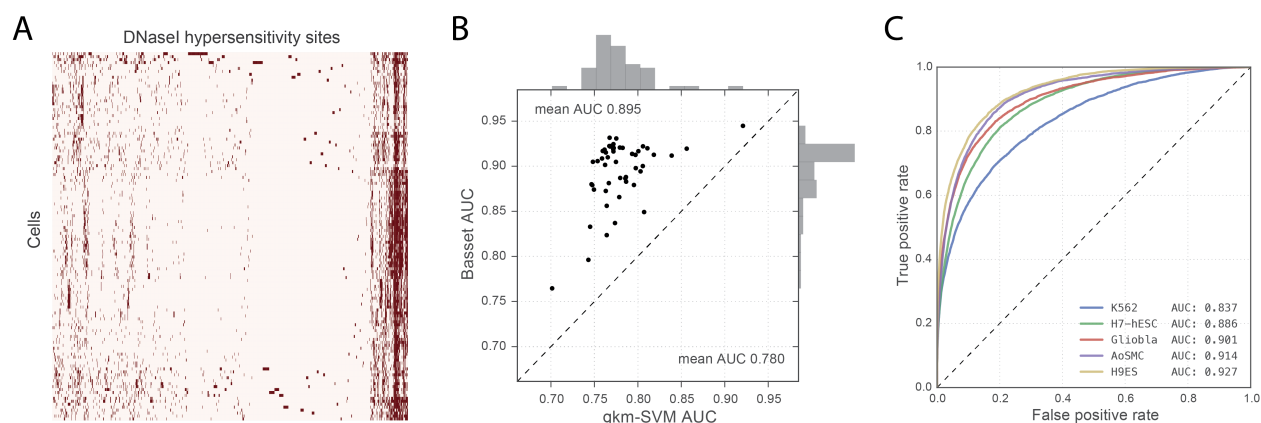 A
DNaseI hypersensitivity sites
Cells
B
mean AUC 0.895
mean AUC 0.780
Basset AUC
0.95
0.90
0.85
0.80
0.75
0.70
0.70 0.75 0.80 0.85 0.90 0.95
gkm-SVM AUC
C
True positive rate
1.0
0.8
0.6
0.4
0.2
0.0
K562 AUC: 0.837
H7-hESC AUC: 0.886
Gliobla AUC: 0.901
AoSMC AUC: 0.914
H9ES AUC: 0.927
0.0 0.2 0.4 0.6 0.8 1.0
False positive rate